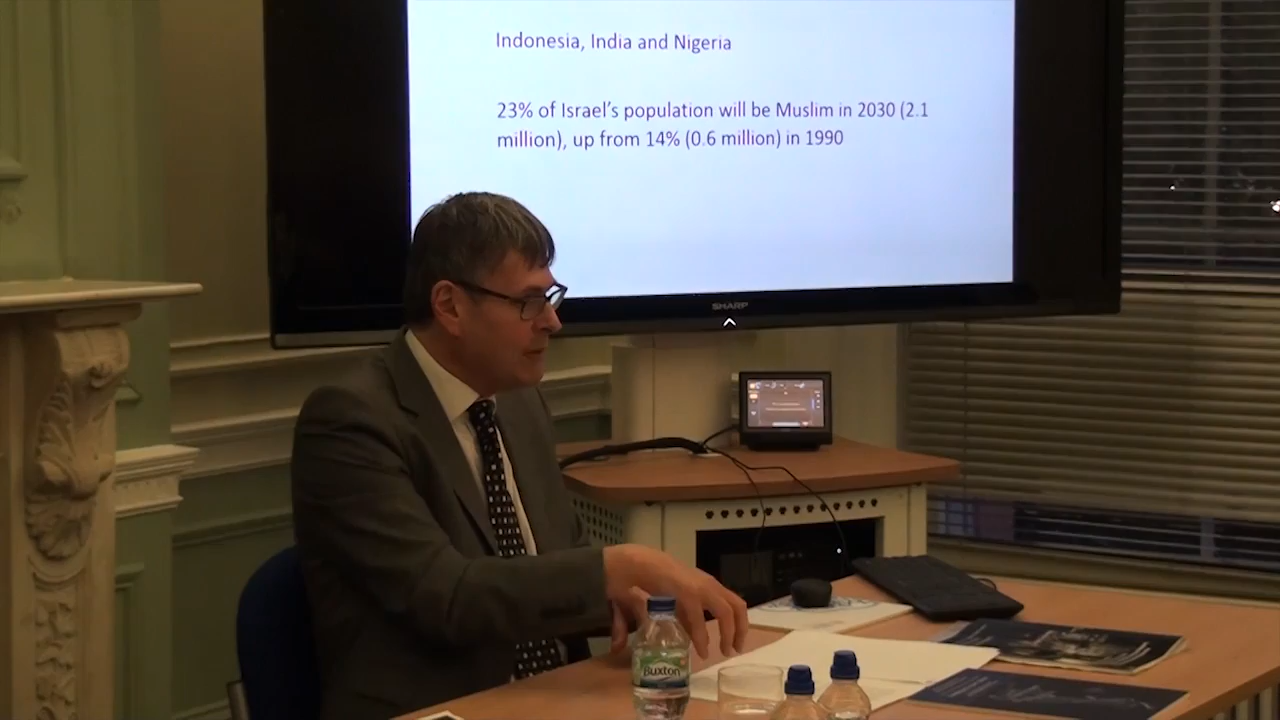 Indonesia, India and Nigeria
23% of Israel's population will be Muslim in 2030 (2.1
million), up from 14% (0.6 million) in 1990
SHARP
Buxton